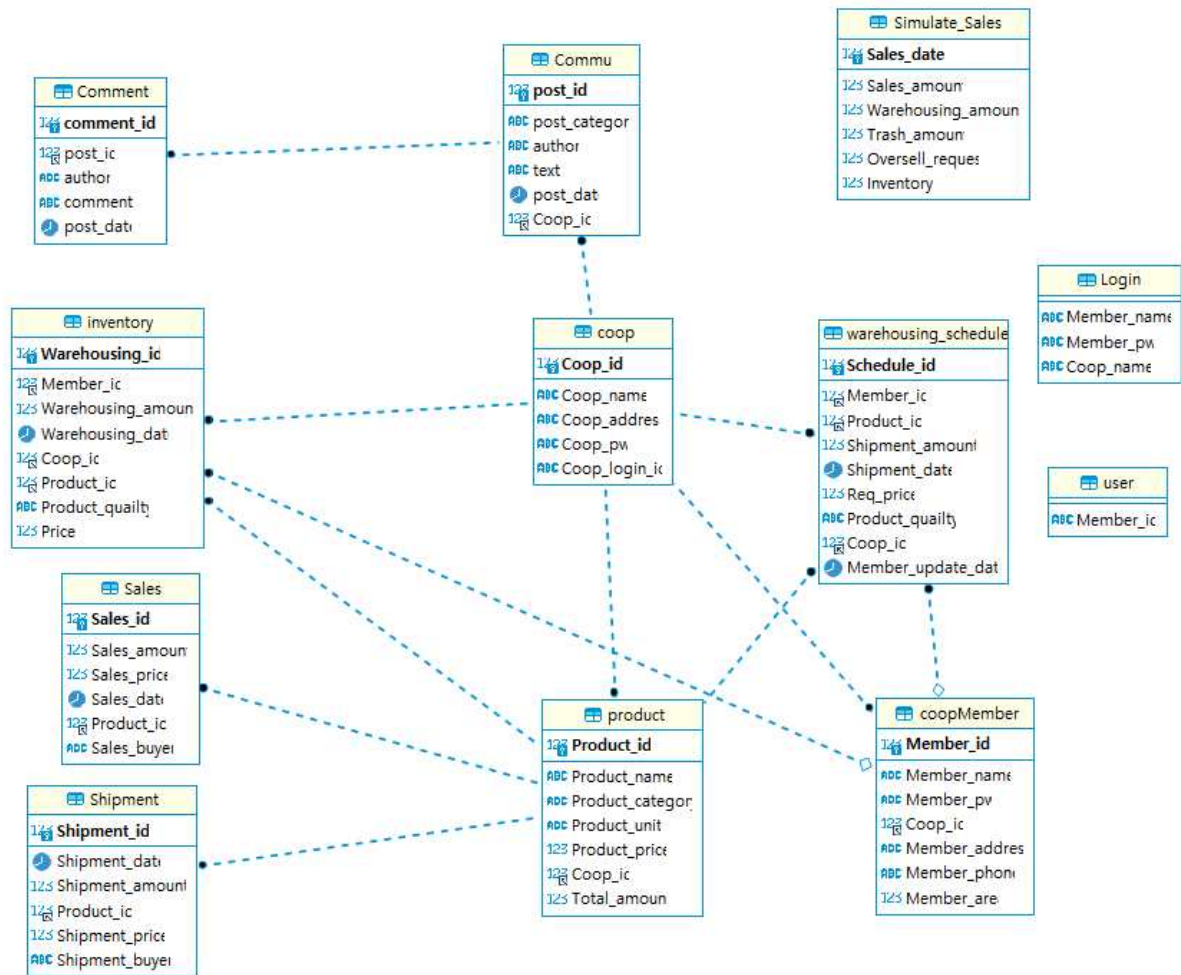 Simulate_Sales
Sales_date
Sales_amoun
Warehousing_amoun
Trash_amoun
Oversell_reques
Inventory
Commu
post_id
post_categor
author
text
post_dat
Coop_ic
Comment
comment_id
post_ic
author
comment
post_dat
Login
Member_name
Member_pw
Coop_name
inventory
Warehousing_id
Member_ic
Warehousing_amoun
Warehousing_dat
Coop_ic
Product_ic
Product_quailty
Price
coop
Coop_id
Coop_name
Coop_addres
Coop_pw
Coop_login_ic
warehousing_schedule
Schedule_id
Member_ic
Product_ic
Shipment_amount
Shipment_date
Req_price
Product_quailty
Coop_ic
Member_update_dat
user
Member_ic
Sales
Sales_id
Sales_amoun
Sales_price
Sales_dat
Product_ic
Sales_buyer
product
Product_id
Product_name
Product_categor
Product_unit
Product_price
Coop_ic
Total_amoun
coopMember
Member_id
Member_name
Member_pw
Coop_ic
Member_addres
Member_phone
Member_are
Shipment
Shipment_id
Shipment_date
Shipment_amount
Product_ic
Shipment_price
Shipment_buyer